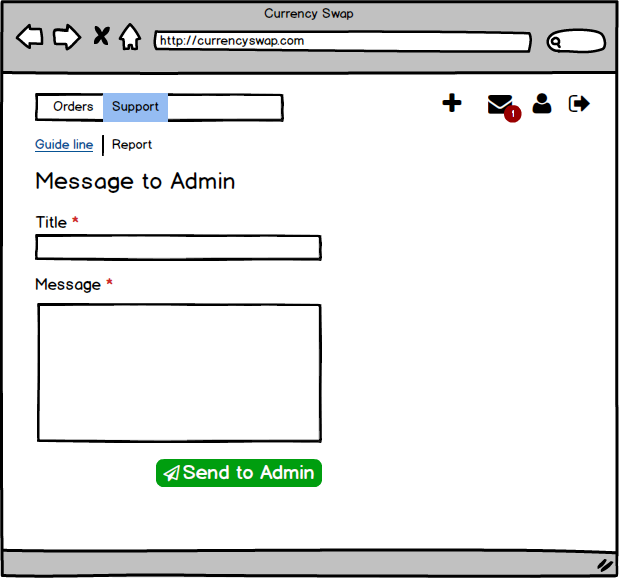 Currency Swap
http://currencyswap.com
Orders Support
1
Guide line Report
Message to Admin
Title *
Message *
Send to Admin